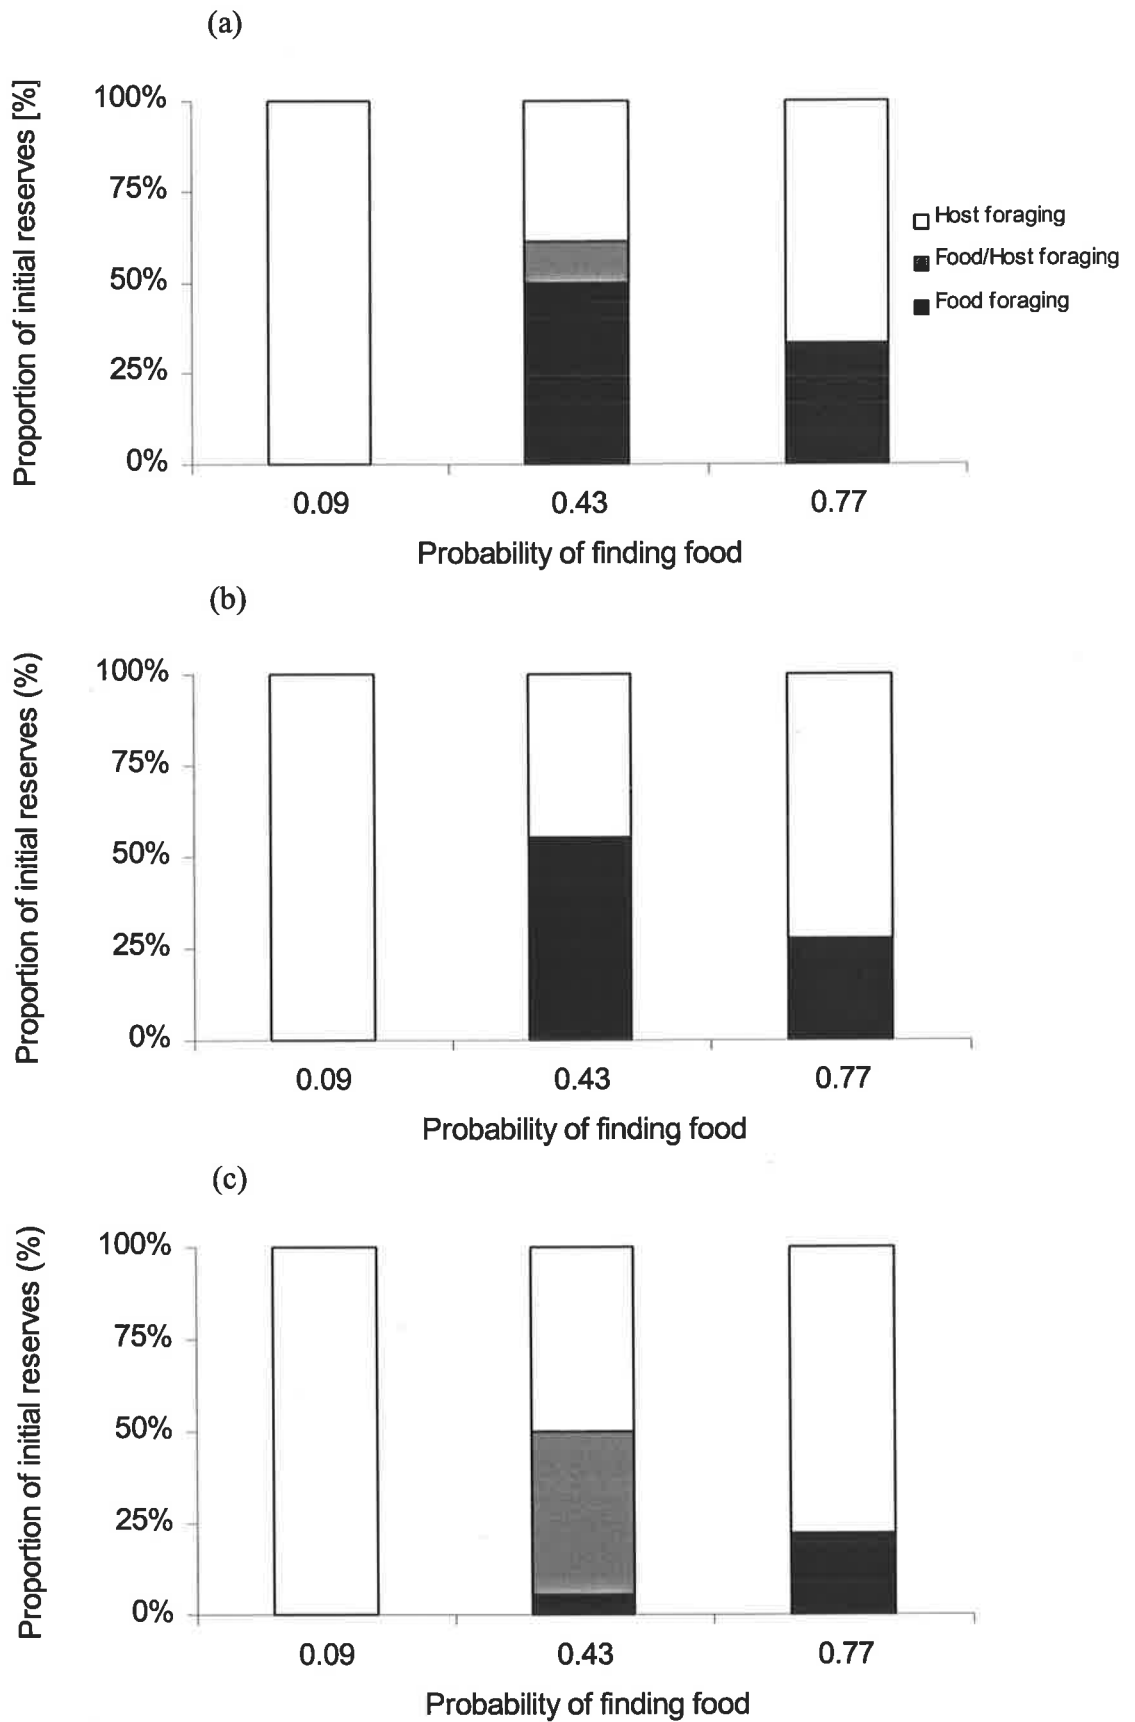 (a)
Proportion of initial reserves [%]
100%
75%
50%
25%
0%
0.09
0.43
0.77
Probability of finding food
Host foraging
Food/Host foraging
Food foraging
(b)
Proportion of initial reserves (%)
100%
75%
50%
25%
0%
0.09
0.43
0.77
Probability of finding food
(c)
Proportion of initial reserves (%)
100%
75%
50%
25%
0%
0.09
0.43
0.77
Probability of finding food